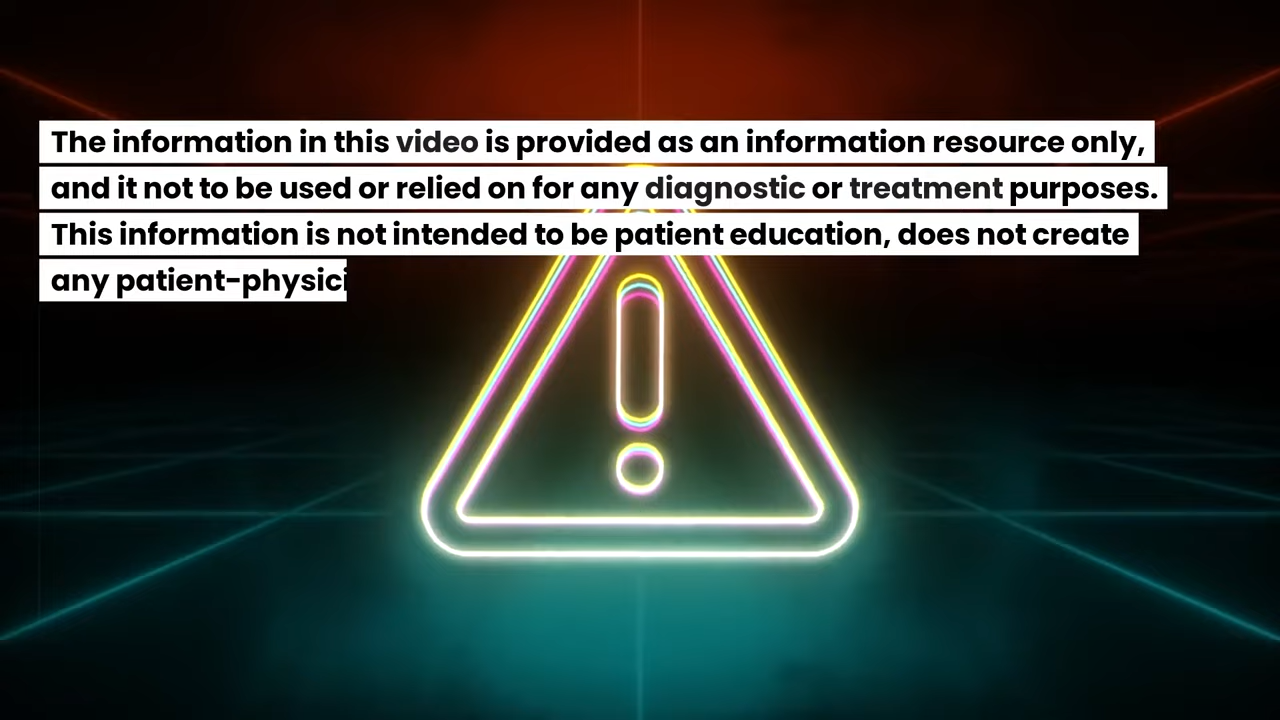 The information in this video is provided as an information resource only,
and it not to be used or relied on for any diagnostic or treatment purposes.
This information is not intended to be patient education, does not create
any patient-physici